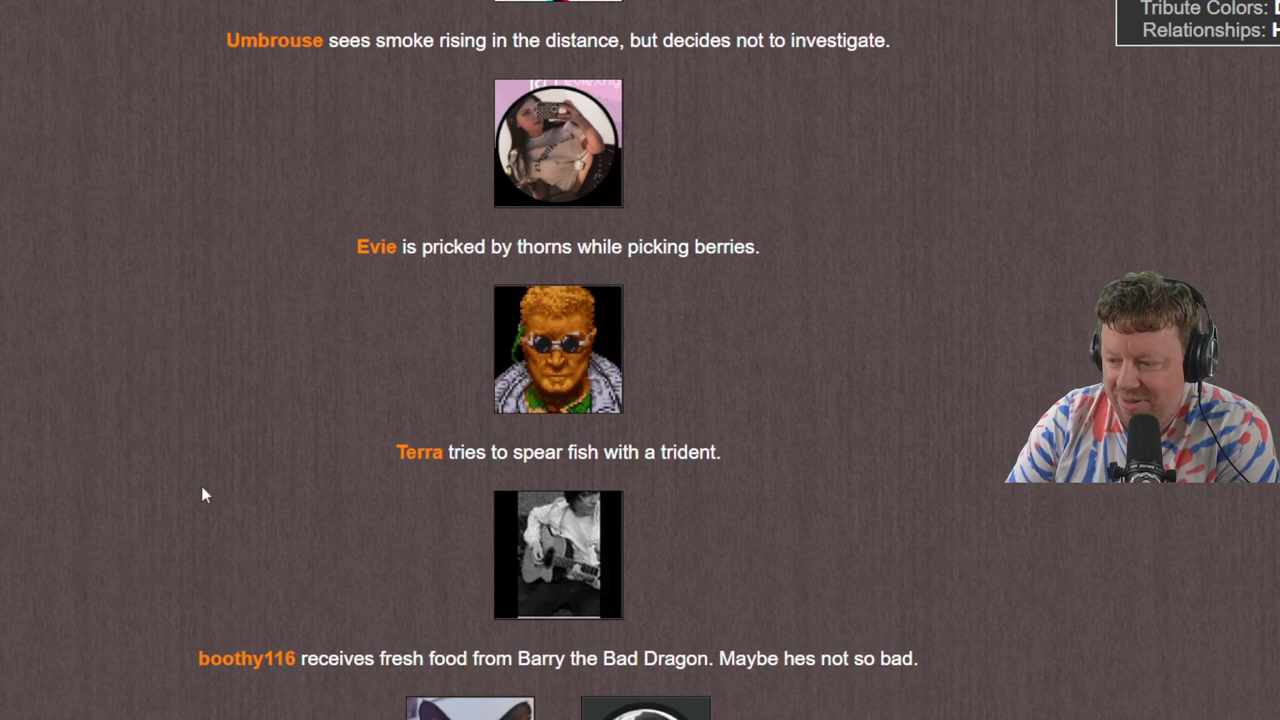 Tribute Colors:
Relationships:
Umbrouse sees smoke rising in the distance, but decides not to investigate.
Evie is pricked by thorns while picking berries.
Terra tries to spear fish with a trident.
boothy116 receives fresh food from Barry the Bad Dragon. Maybe hes not so bad.